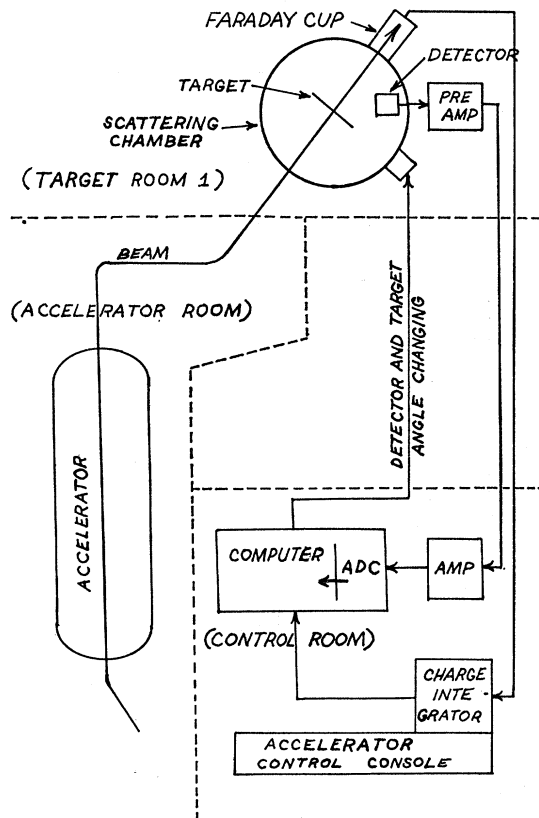 FARADAY CUP
DETECTOR
TARGET
PRE
AMP
SCATTERING
CHAMBER
(TARGET ROOM 1)
BEAM
(ACCELERATOR ROOM)
DETECTOR AND TARGET
ANGLE CHANGING
ACCELERATOR
COMPUTER
ADC
AMP
(CONTROL ROOM)
CHARGE
INTE -
GRATOR
ACCELERATOR
CONTROL CONSOLE